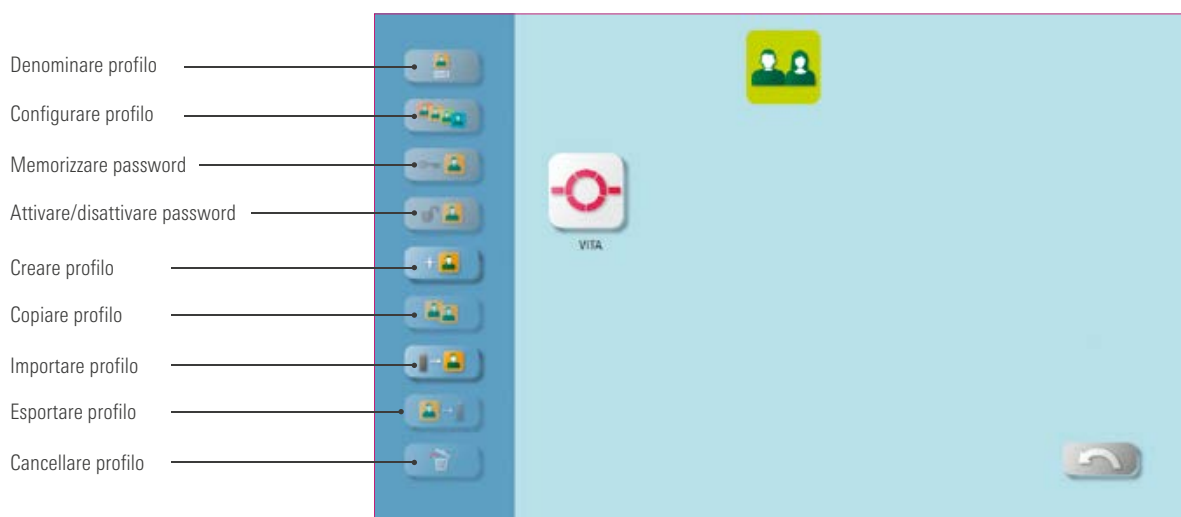 Denominare profilo
Configurare profilo
Memorizzare password
Attivare/disattivare password
Creare profilo
Copiare profilo
Importare profilo
Esportare profilo
Cancellare profilo
VITA